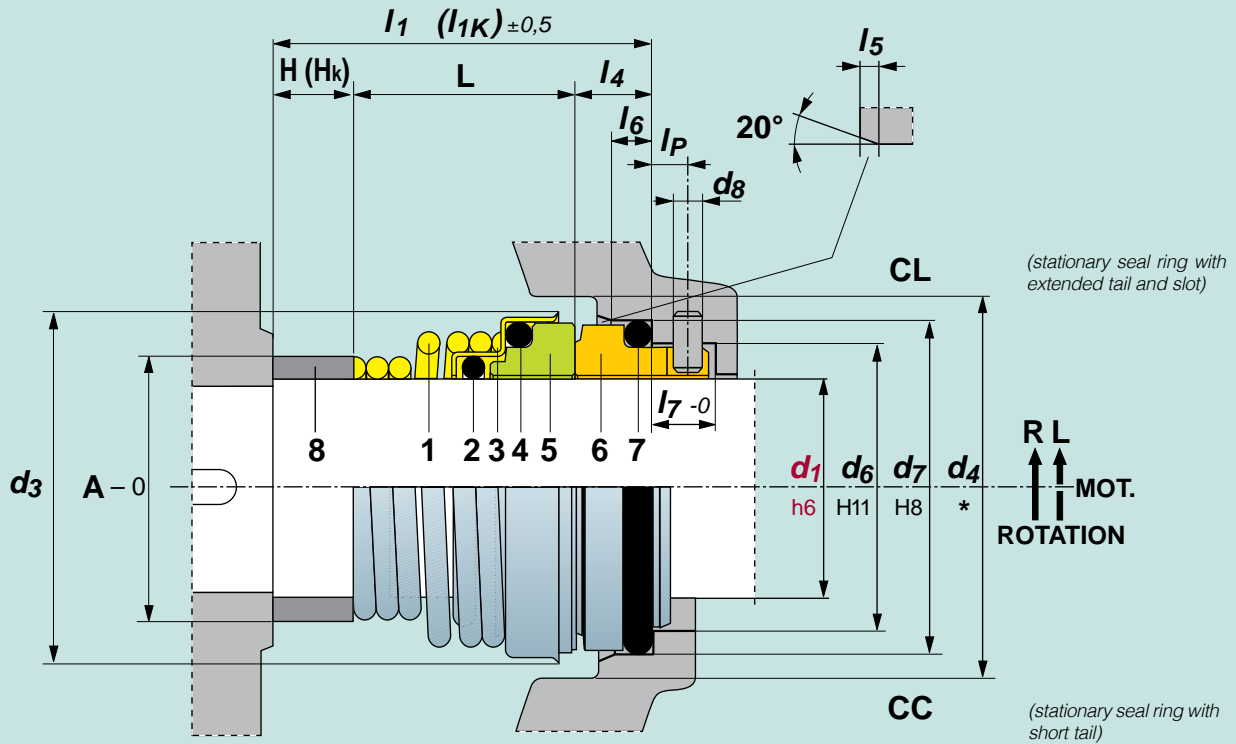 l1 (l1K) ±0,5
l5
H (Hk) L l4
l6
20°
lP
d8
CL
(stationary seal ring with
extended tail and slot)
l7 -0
8 1 2 3 4 5 6 7
R L
d3 A – 0 d1 d6 d7 d4
MOT.
h6 H11 H8 *
ROTATION
CC
(stationary seal ring with
short tail)